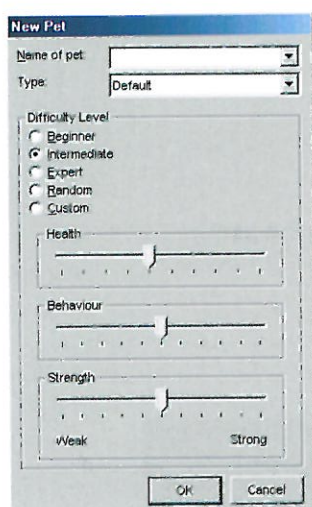 New Pet
Name of pet:
Type: Default
Difficulty Level
Beginner
Intermediate
Expert
Random
Custom
Health
Behaviour
Strength
Weak Strong
OK Cancel